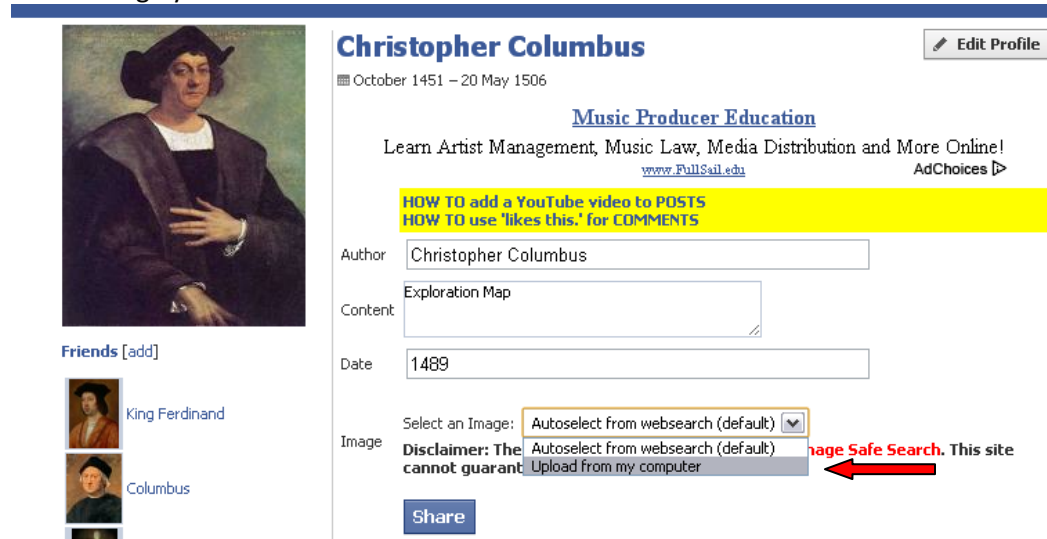 Christopher Columbus
Edit Profile
October 1451 – 20 May 1506
Music Producer Education
Learn Artist Management, Music Law, Media Distribution and More Online!
www.FullSail.edu
AdChoices
HOW TO add a YouTube video to POSTS
HOW TO use 'likes this.' for COMMENTS
Author Christopher Columbus
Content Exploration Map
Friends [add]
Date 1489
King Ferdinand
Select an Image: Autoselect from websearch (default)
Image
Disclaimer: The Autoselect from websearch (default) Safe Search. This site
cannot Upload from my computer
Columbus
Share